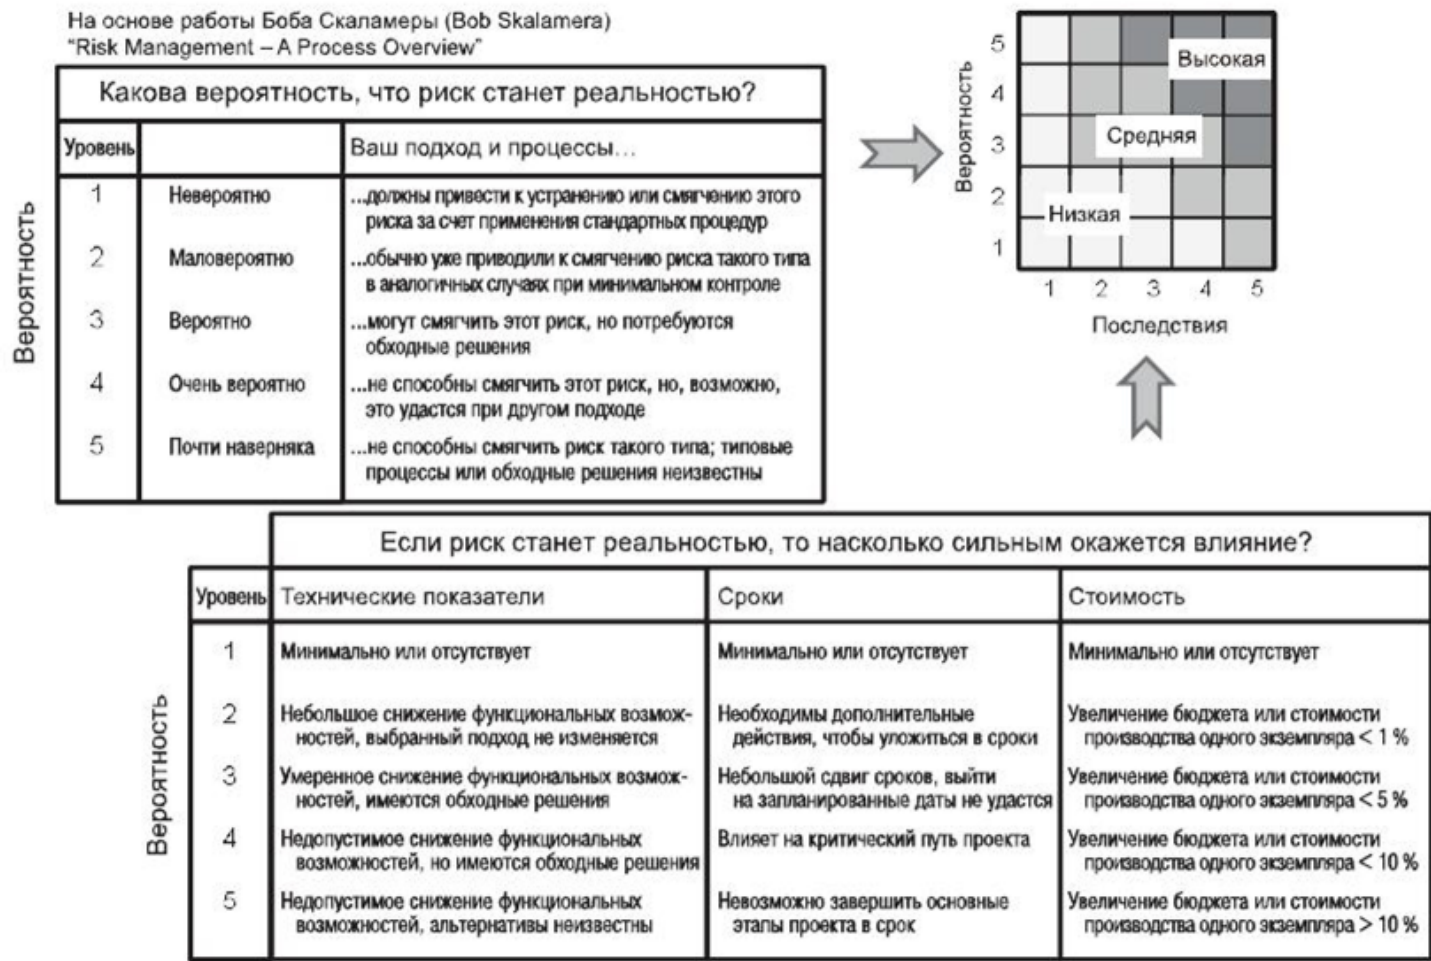 На основе работы Боба Скаламеры (Bob Skalamera)
“Risk Management – A Process Overview”
Какова вероятность, что риск станет реальностью?
Уровень
Ваш подход и процессы...
Вероятность
1
Невероятно
...должны привести к устранению или смягчению этого
риска за счет применения стандартных процедур
2
Маловероятно
...обычно уже приводили к смягчению риска такого типа
в аналогичных случаях при минимальном контроле
3
Вероятно
...могут смягчить этот риск, но потребуются
обходные решения
4
Очень вероятно
...не способны смягчить этот риск, но, возможно,
это удастся при другом подходе
5
Почти наверняка
...не способны смягчить риск такого типа; типовые
процессы или обходные решения неизвестны
Вероятность
5
4
3
2
1
Высокая
Средняя
Низкая
1 2 3 4 5
Последствия
Если риск станет реальностью, то насколько сильным окажется влияние?
Уровень
Технические показатели
Сроки
Стоимость
Вероятность
1
Минимально или отсутствует
Минимально или отсутствует
Минимально или отсутствует
2
Небольшое снижение функциональных возмож-
ностей, выбранный подход не изменяется
Необходимы дополнительные
действия, чтобы уложиться в сроки
Увеличение бюджета или стоимости
производства одного экземпляра < 1 %
3
Умеренное снижение функциональных возмож-
ностей, имеются обходные решения
Небольшой сдвиг сроков, выйти
на запланированные даты не удастся
Увеличение бюджета или стоимости
производства одного экземпляра < 5 %
4
Недопустимое снижение функциональных
возможностей, но имеются обходные решения
Влияет на критический путь проекта
Увеличение бюджета или стоимости
производства одного экземпляра < 10 %
5
Недопустимое снижение функциональных
возможностей, альтернативы неизвестны
Невозможно завершить основные
этапы проекта в срок
Увеличение бюджета или стоимости
производства одного экземпляра > 10 %